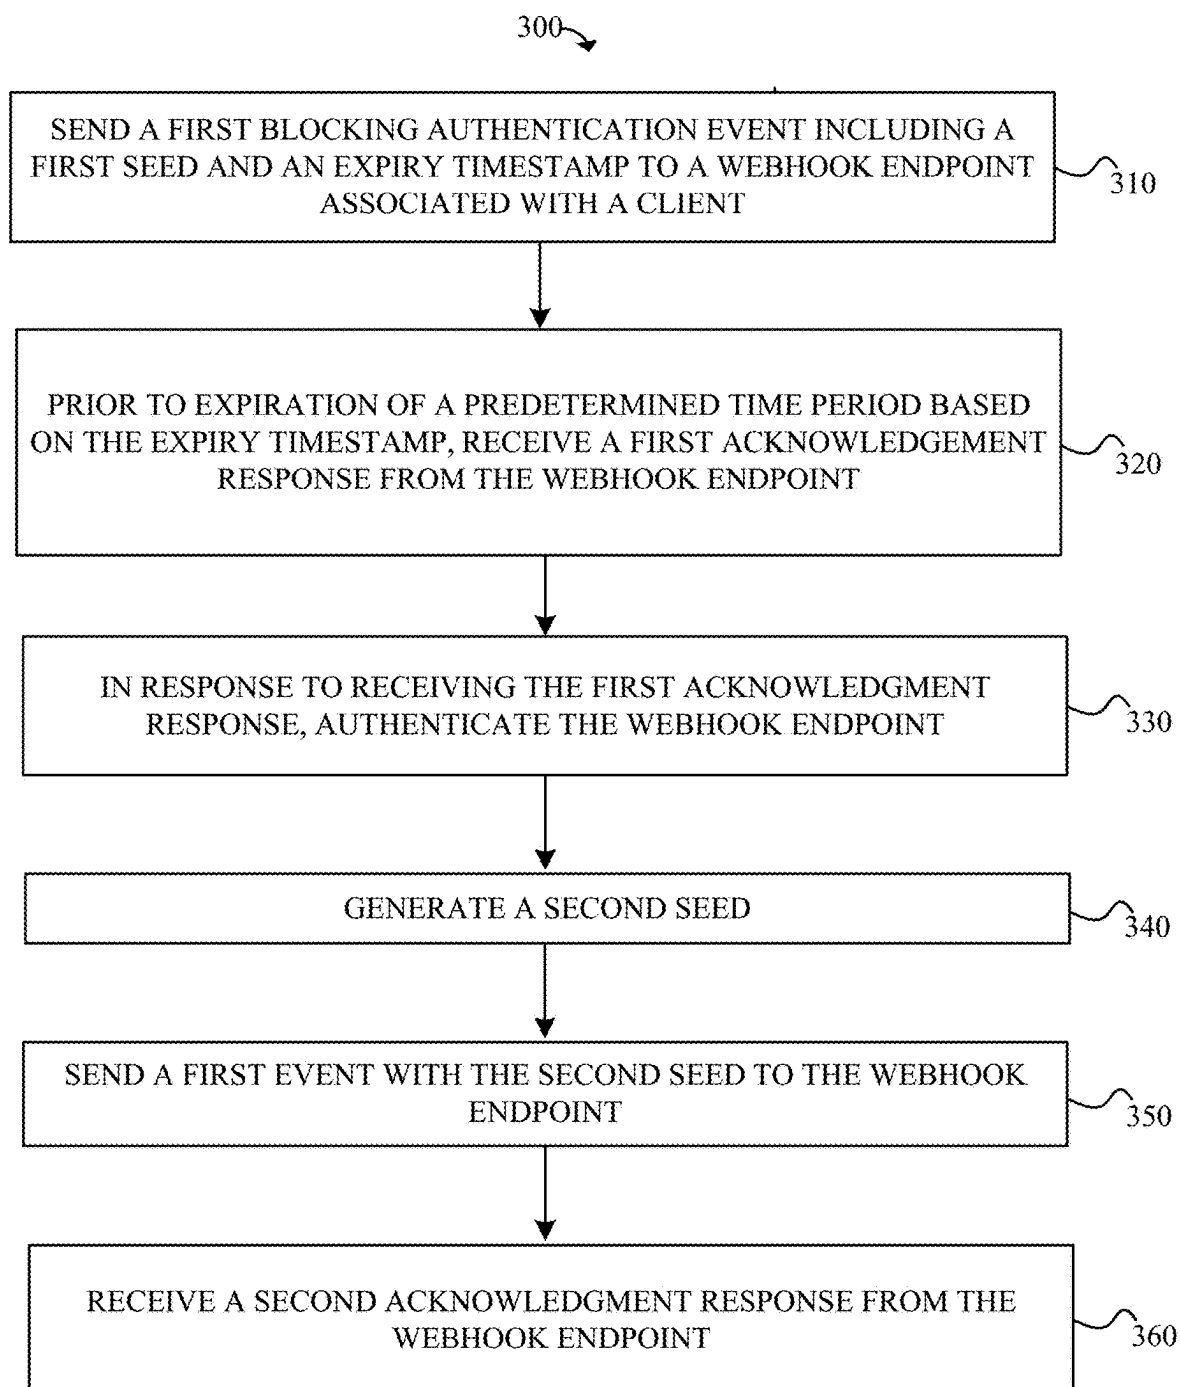 300
SEND A FIRST BLOCKING AUTHENTICATION EVENT INCLUDING A
FIRST SEED AND AN EXPIRY TIMESTAMP TO A WEBHOOK ENDPOINT
ASSOCIATED WITH A CLIENT
310
PRIOR TO EXPIRATION OF A PREDETERMINED TIME PERIOD BASED
ON THE EXPIRY TIMESTAMP, RECEIVE A FIRST ACKNOWLEDGEMENT
RESPONSE FROM THE WEBHOOK ENDPOINT
320
IN RESPONSE TO RECEIVING THE FIRST ACKNOWLEDGMENT
RESPONSE, AUTHENTICATE THE WEBHOOK ENDPOINT
330
GENERATE A SECOND SEED
340
SEND A FIRST EVENT WITH THE SECOND SEED TO THE WEBHOOK
ENDPOINT
350
RECEIVE A SECOND ACKNOWLEDGMENT RESPONSE FROM THE
WEBHOOK ENDPOINT
360